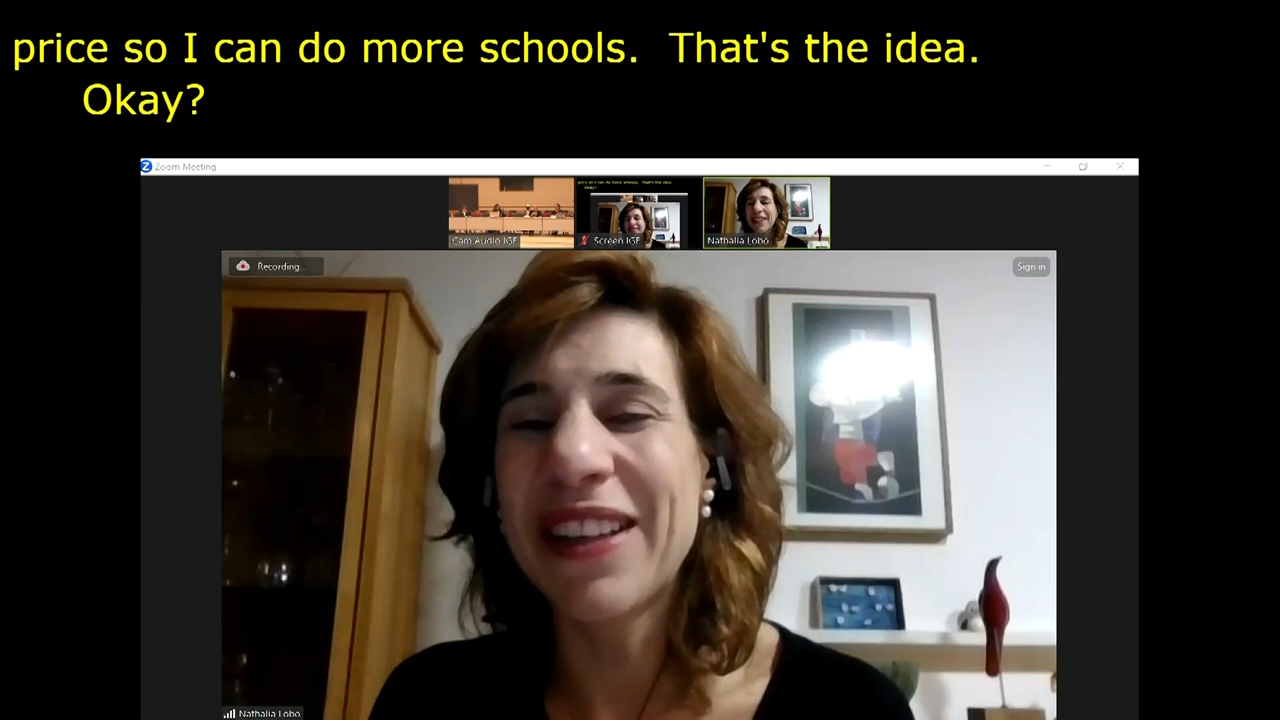 price so I can do more schools.  That's the idea.
Okay?
Zoom Meeting
Cam Audio IGF
Screen IGF
Nathalia Lobo
Recording...
Sign in
Nathalia Lobo